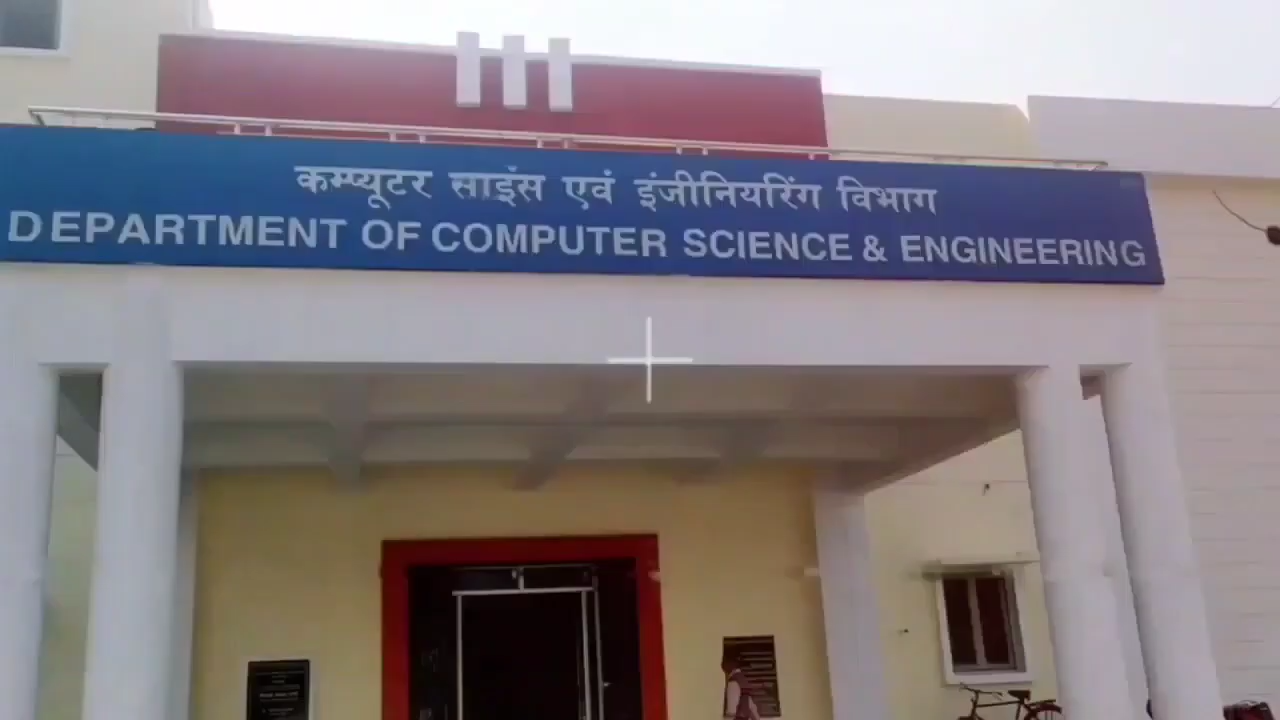 कम्प्यूटर साइंस एवं इंजीनियरिंग विभाग
DEPARTMENT OF COMPUTER SCIENCE & ENGINEERING